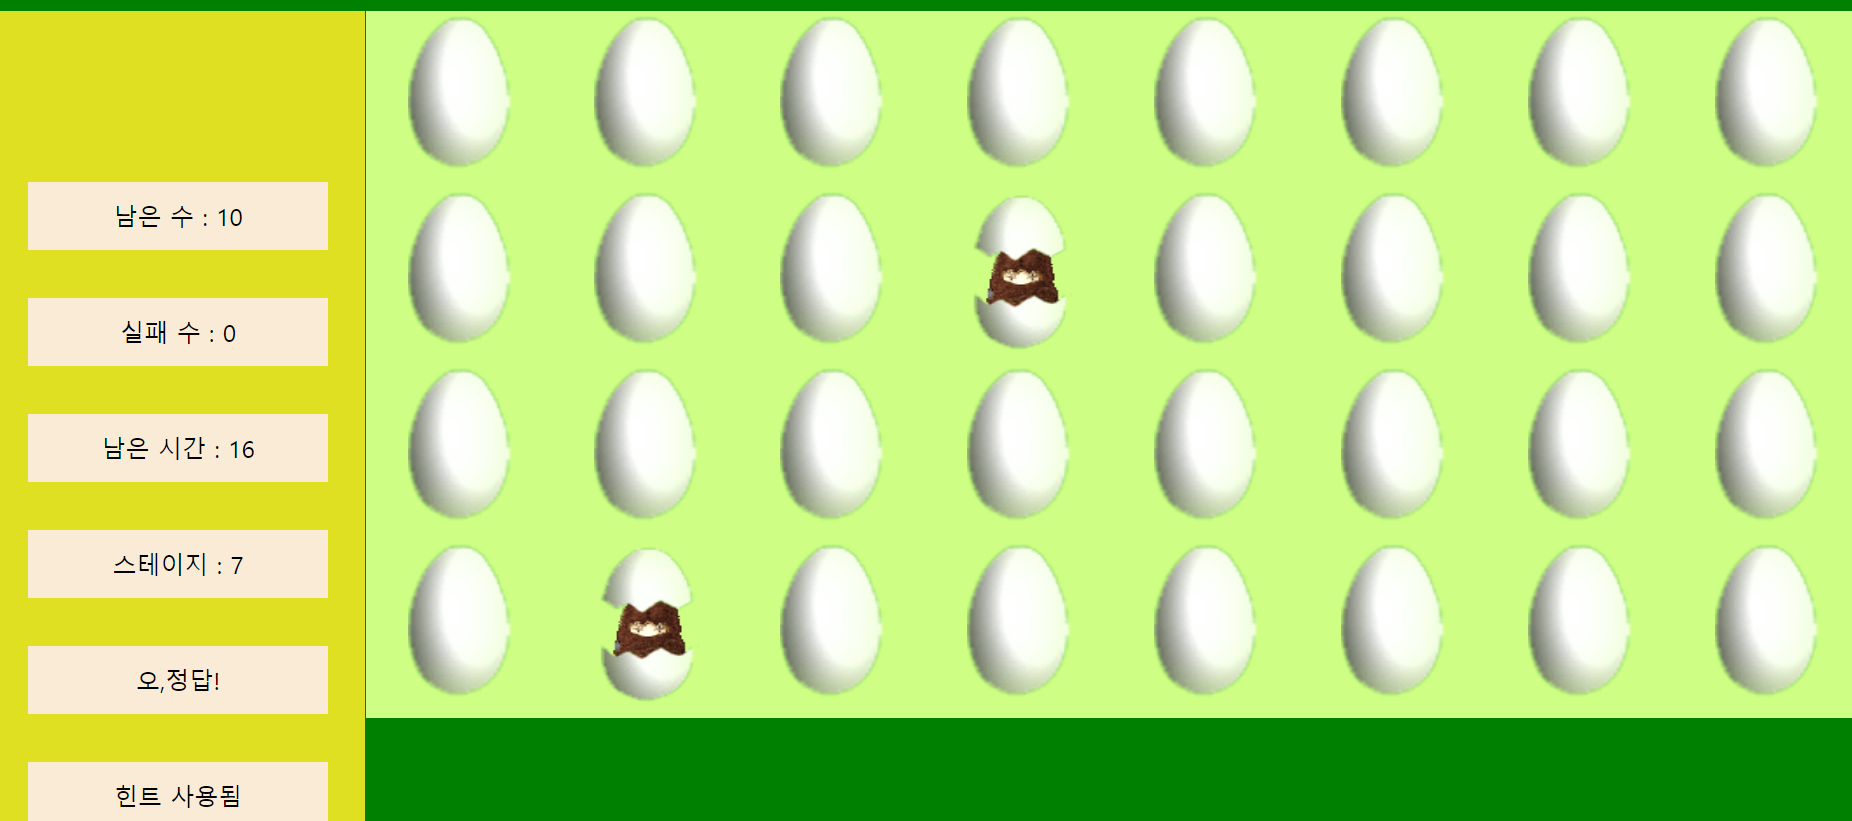 남은 수 : 10
실패 수 : 0
남은 시간 : 16
스테이지 : 7
오,정답!
힌트 사용됨